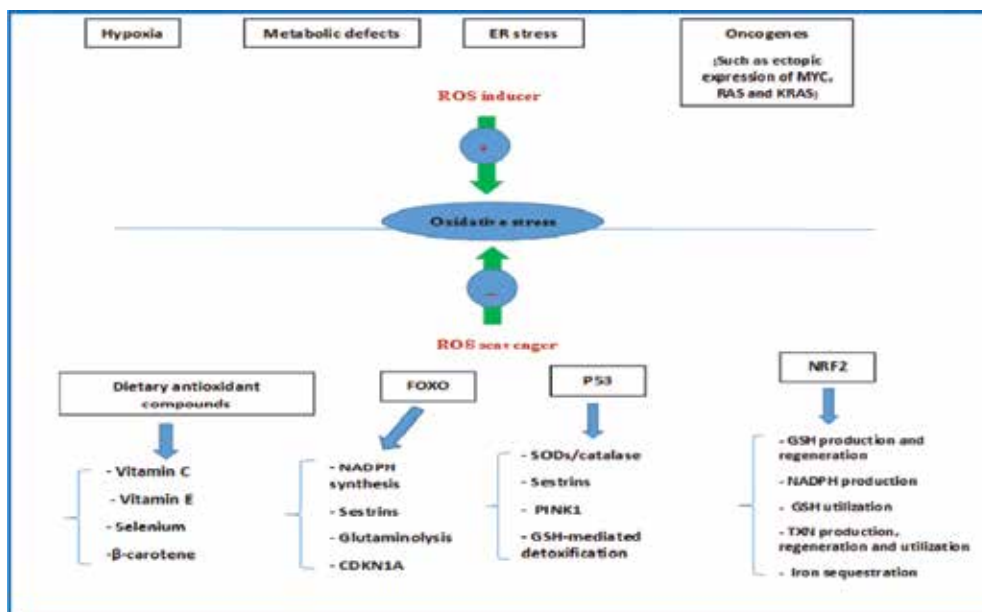 Hypoxia
Metabolic defects
ER stress
Oncogenes
(Such as ectopic
expression of MYC,
RAS and KRAS)
ROS inducer
+
Oxidative stress
-
ROS scavenger
Dietary antioxidant
compounds
- Vitamin C
- Vitamin E
- Selenium
-β-carotene
FOXO
- NADPH
synthesis
- Sestrins
- Glutaminolysis
- CDKN1A
P53
- SODs/catalase
- Sestrins
- PINK1
- GSH-mediated
detoxification
NRF2
- GSH production and
regeneration
- NADPH production
- GSH utilization
- TXN production,
regeneration and utilization
- Iron sequestration